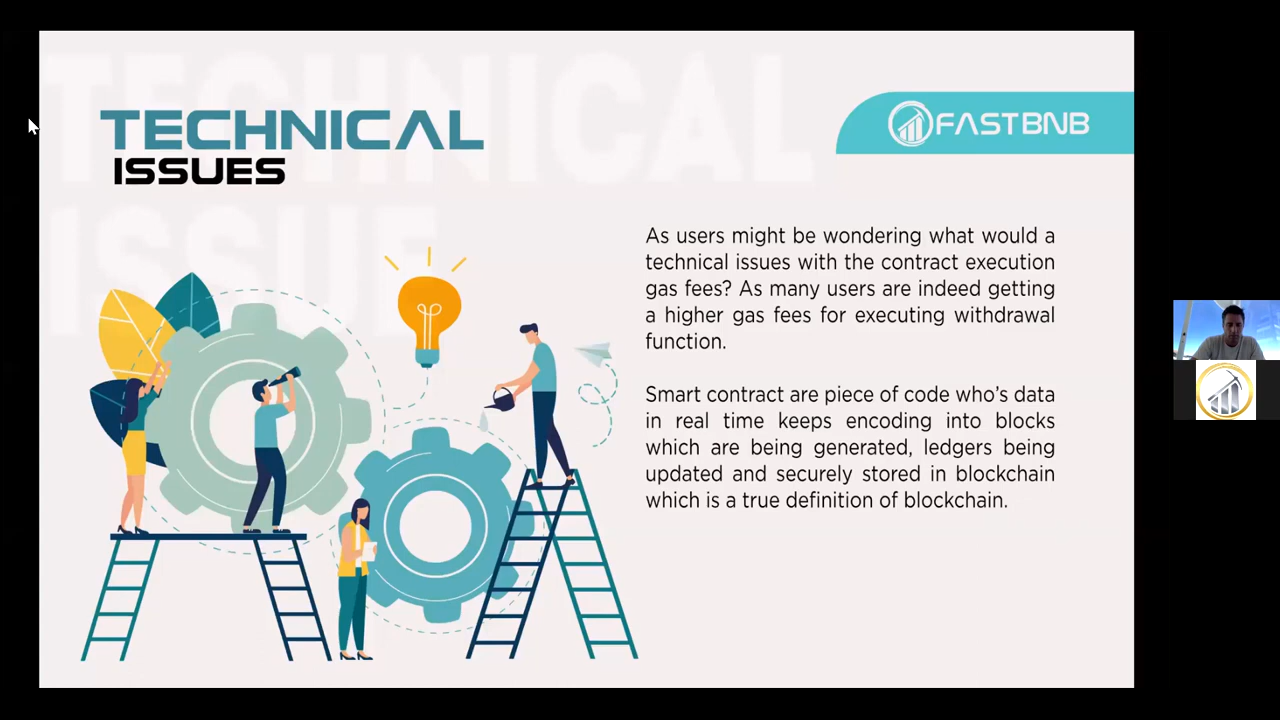 TECHNICAL
ISSUES
FASTBNB
As users might be wondering what would a
technical issues with the contract execution
gas fees? As many users are indeed getting
a higher gas fees for executing withdrawal
function.
Smart contract are piece of code who's data
in real time keeps encoding into blocks
which are being generated, ledgers being
updated and securely stored in blockchain
which is a true definition of blockchain.
TECHNICAL
ISSUE